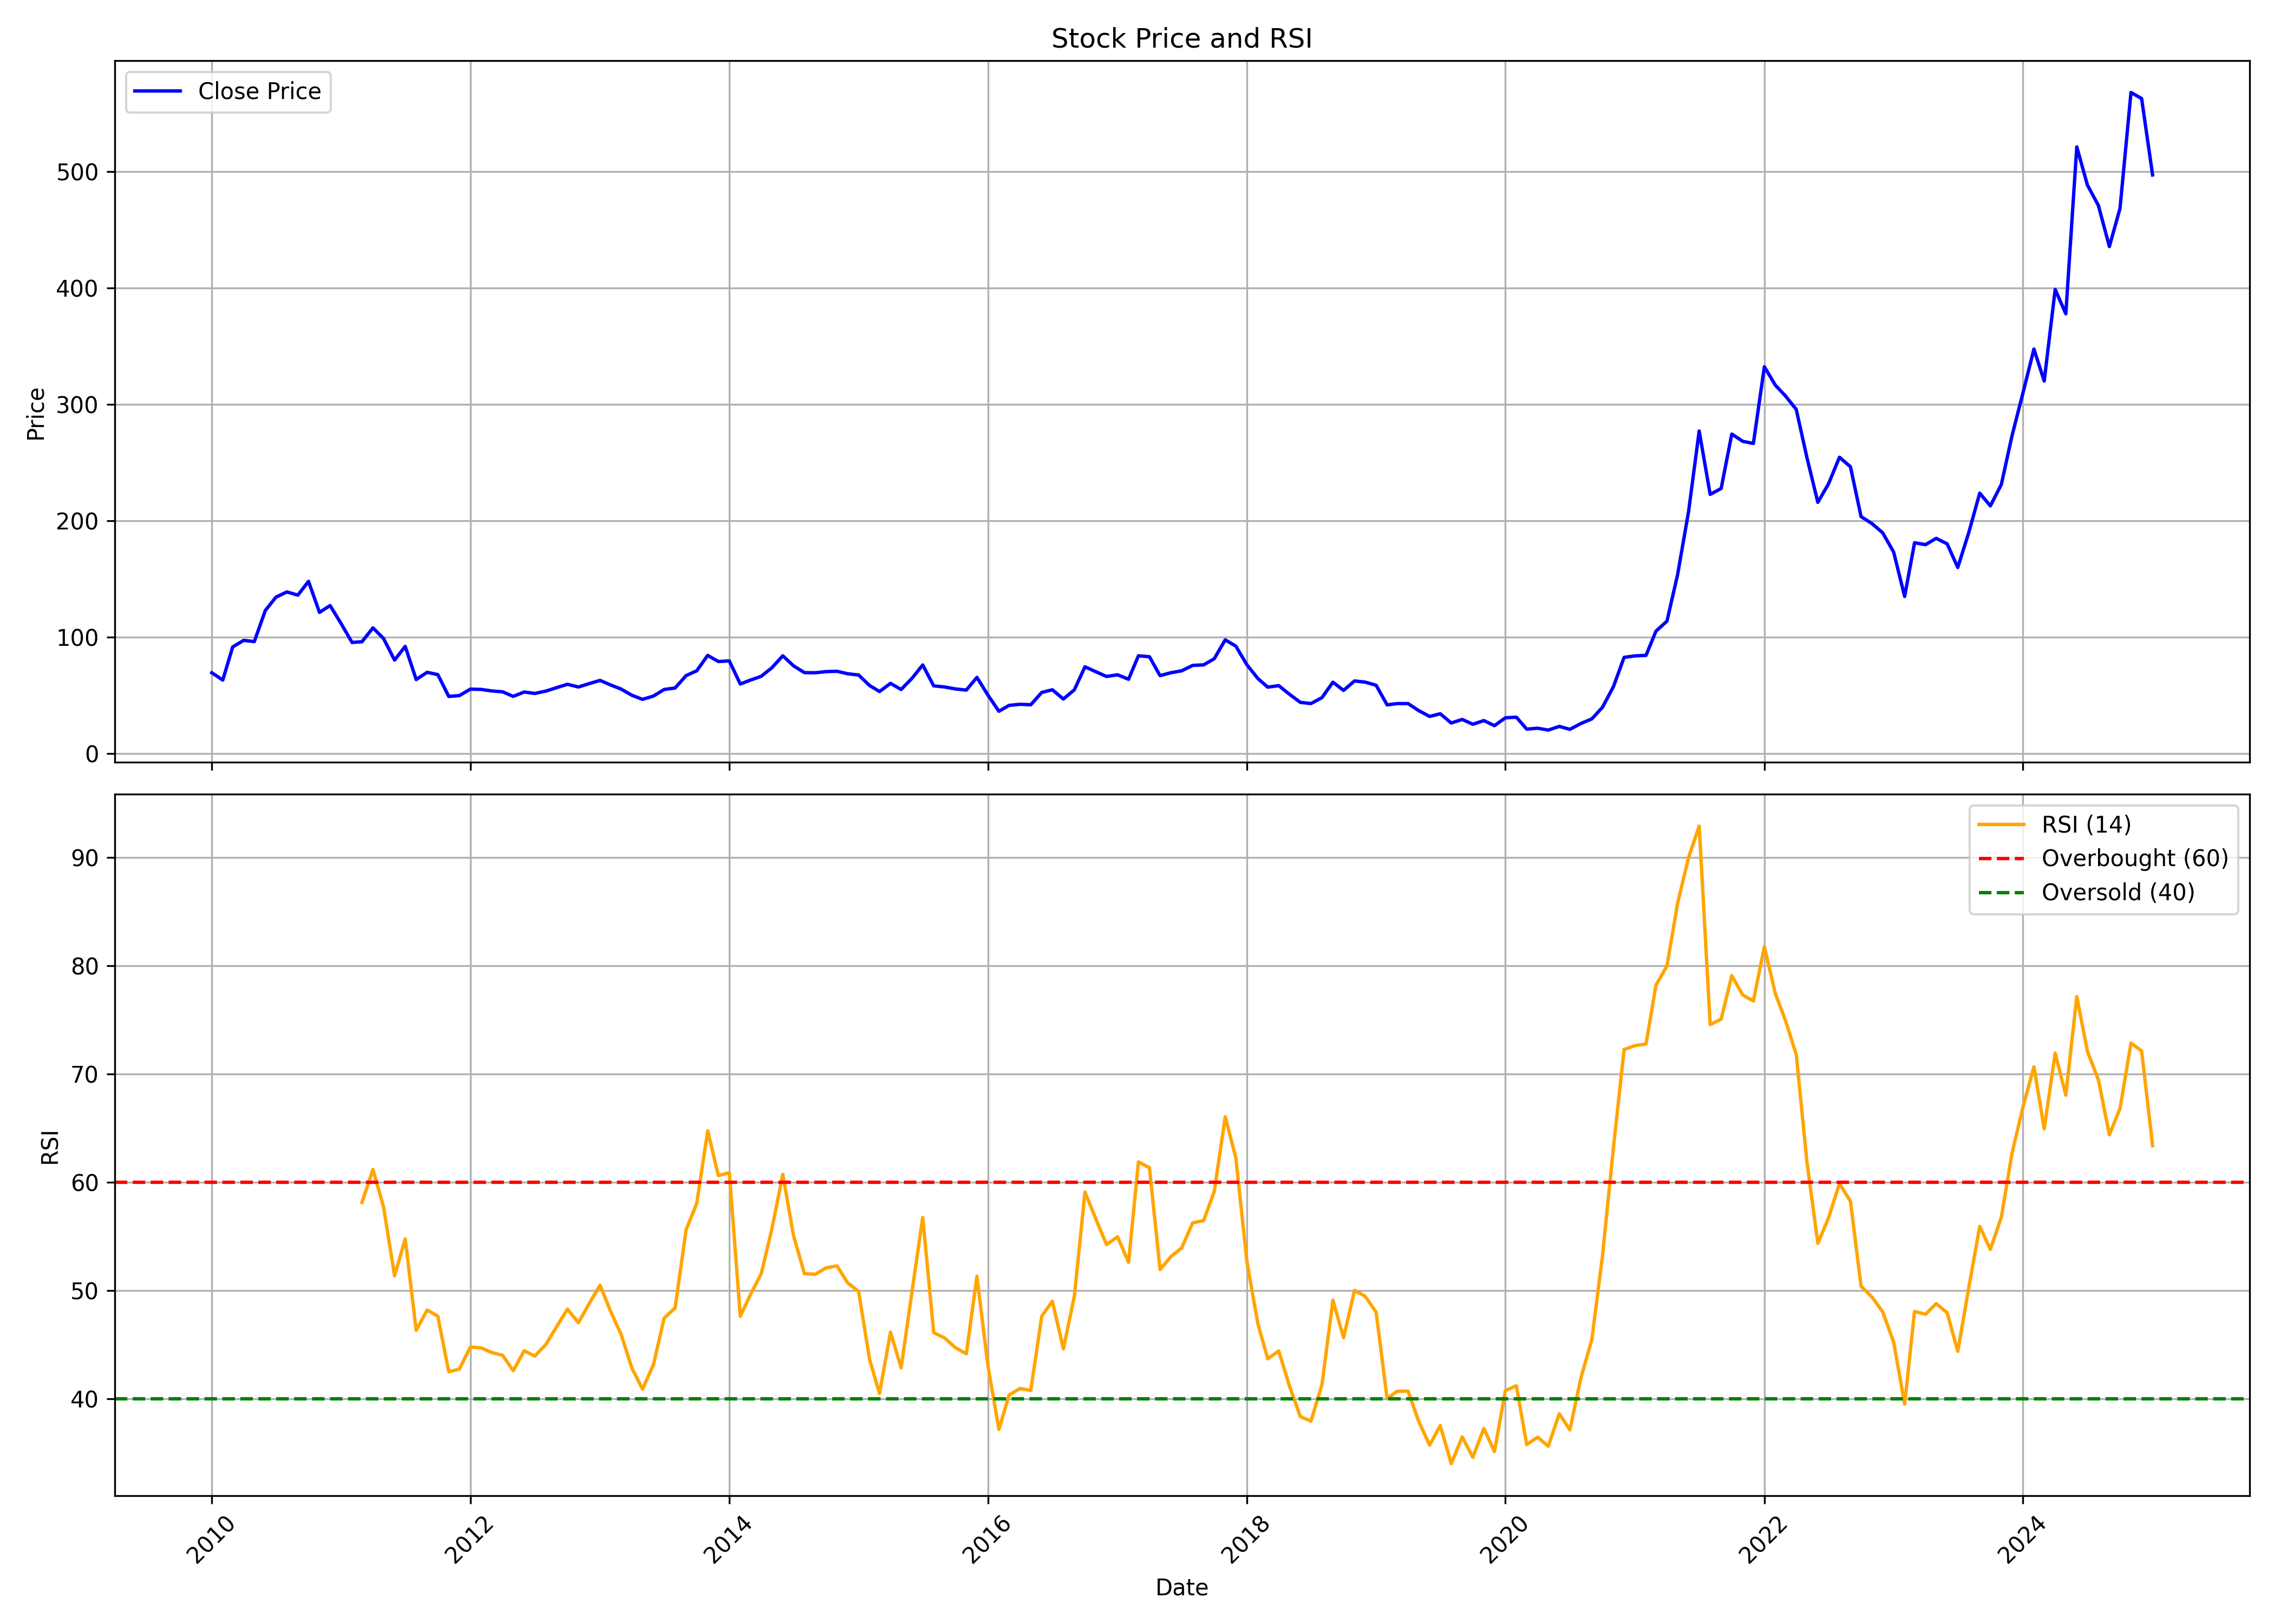 Stock Price and RSI
Close Price
Price
500
400
300
200
100
0
RSI (14)
Overbought (60)
Oversold (40)
RSI
90
80
70
60
50
40
2010
2012
2014
2016
2018
2020
2022
2024
Date